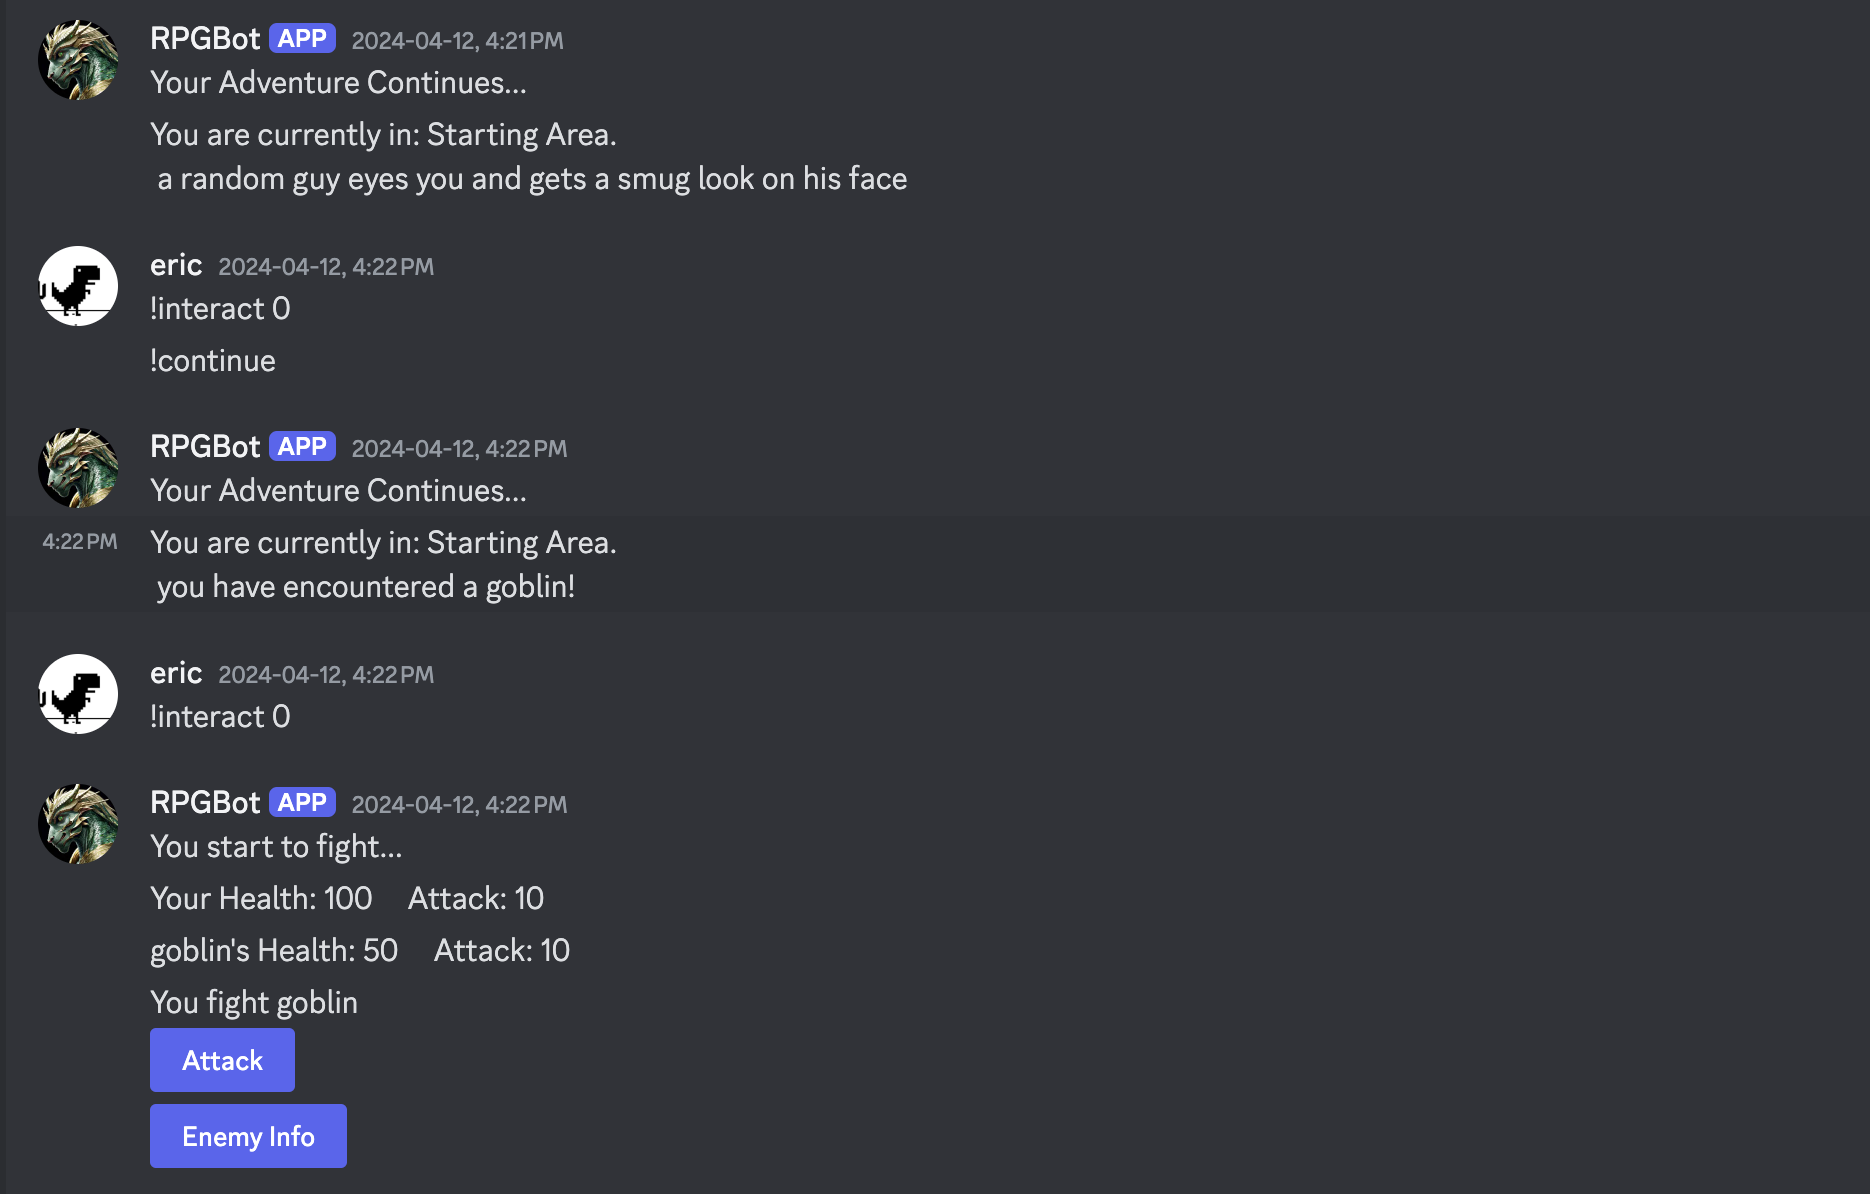 RPGBot APP 2024-04-12, 4:21 PM
Your Adventure Continues...
You are currently in: Starting Area.
a random guy eyes you and gets a smug look on his face
eric 2024-04-12, 4:22 PM
!interact 0
!continue
RPGBot APP 2024-04-12, 4:22 PM
Your Adventure Continues...
4:22 PM You are currently in: Starting Area.
you have encountered a goblin!
eric 2024-04-12, 4:22 PM
!interact 0
RPGBot APP 2024-04-12, 4:22 PM
You start to fight...
Your Health: 100 Attack: 10
goblin's Health: 50 Attack: 10
You fight goblin
Attack
Enemy Info